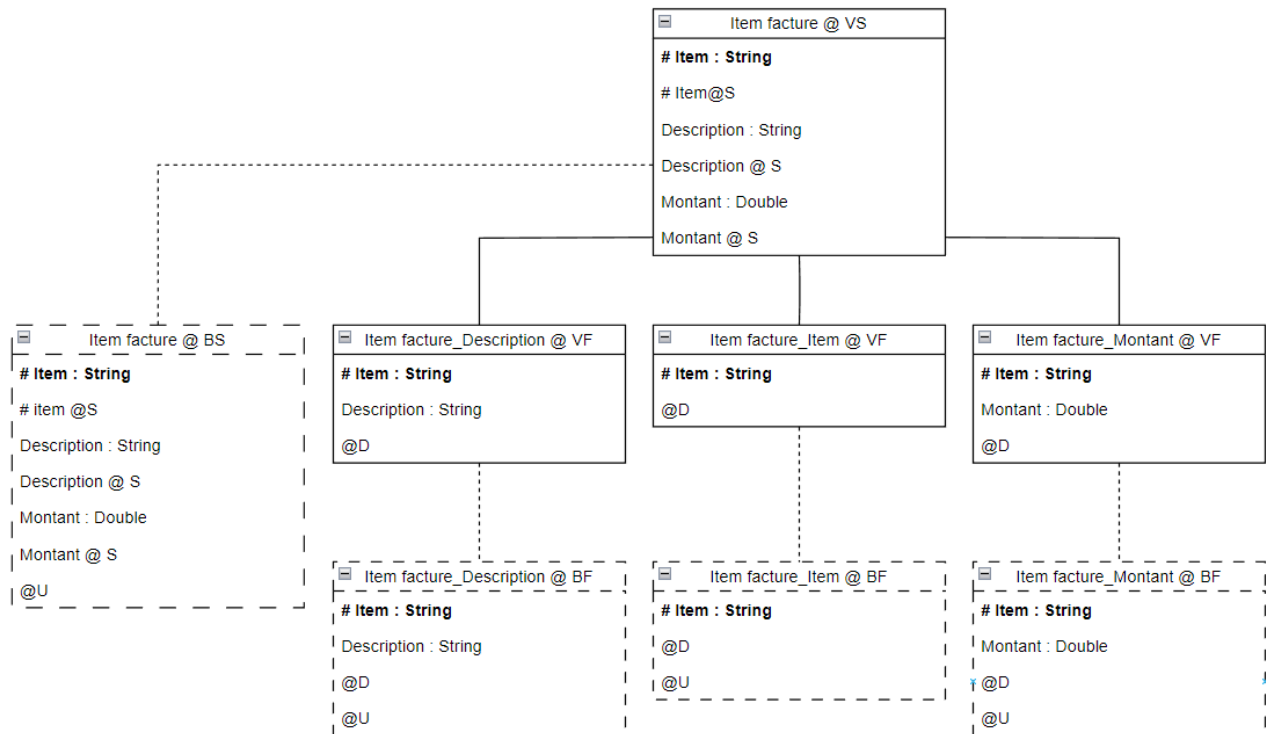 Item facture @ VS
# Item : String
# Item@S
Description : String
Description @ S
Montant : Double
Montant @ S
Item facture @ BS
# Item : String
# item @S
Description : String
Description @ S
Montant : Double
Montant @ S
@U
Item facture_Description @ VF
# Item : String
Description : String
@D
Item facture_Item @ VF
# Item : String
@D
Item facture_Montant @ VF
# Item : String
Montant : Double
@D
Item facture_Description @ BF
# Item : String
Description : String
@D
@U
Item facture_Item @ BF
# Item : String
@D
@U
Item facture_Montant @ BF
# Item : String
Montant : Double
@D
@U